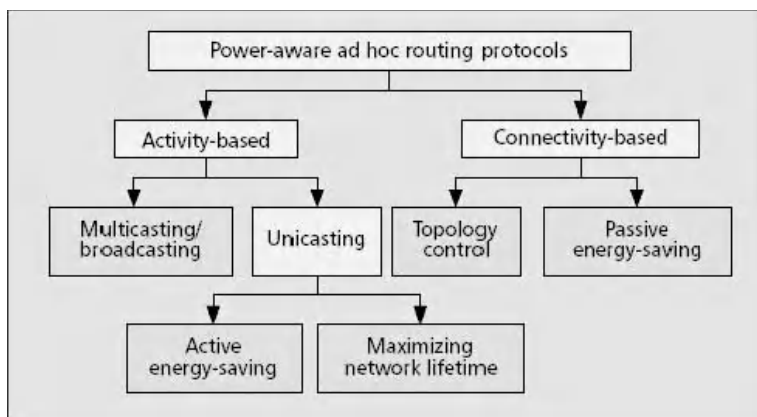 Power-aware ad hoc routing protocols
Activity-based
Connectivity-based
Multicasting/
broadcasting
Unicasting
Topology
control
Passive
energy-saving
Active
energy-saving
Maximizing
network lifetime